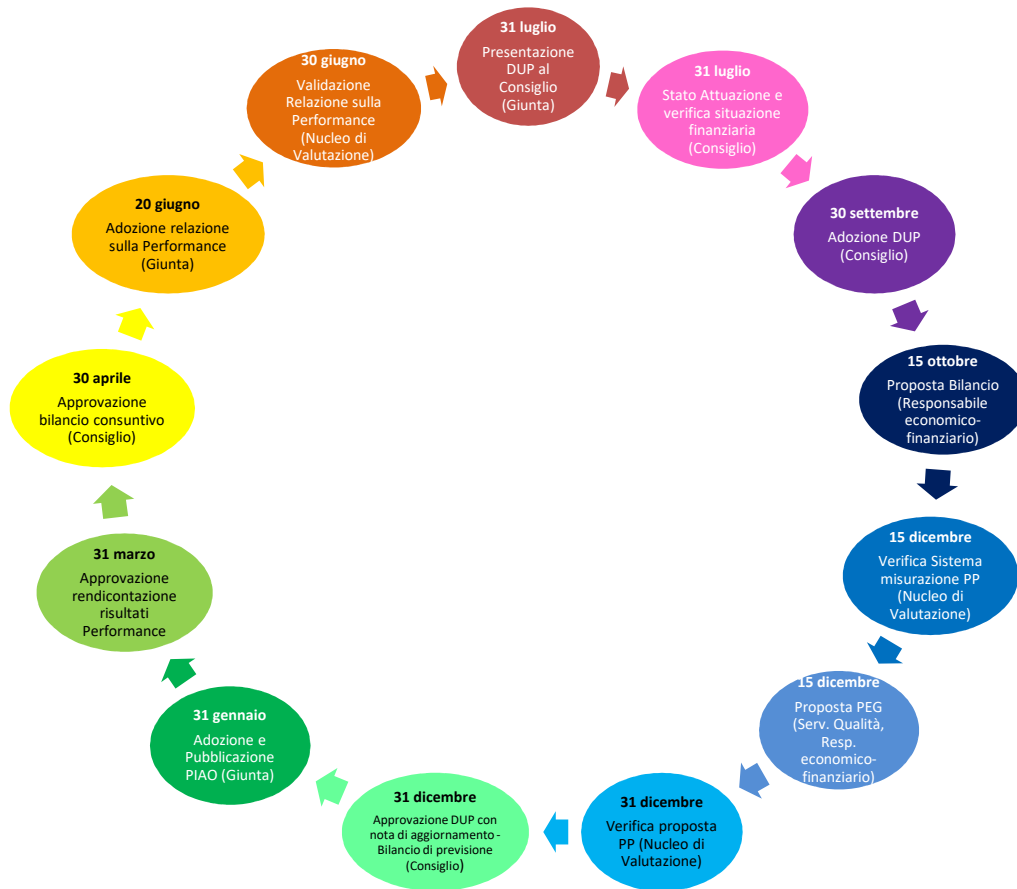 31 luglio
Presentazione
DUP al
Consiglio
(Giunta)
31 luglio
Stato Attuazione e
verifica situazione
finanziaria
(Consiglio)
30 settembre
Adozione DUP
(Consiglio)
15 ottobre
Proposta Bilancio
(Responsabile
economico-
finanziario)
15 dicembre
Verifica Sistema
misurazione PP
(Nucleo di
Valutazione)
15 dicembre
Proposta PEG
(Serv. Qualità,
Resp.
economico-
finanziario)
31 dicembre
Verifica proposta
PP (Nucleo di
Valutazione)
31 dicembre
Approvazione DUP con
nota di aggiornamento -
Bilancio di previsione
(Consiglio)
31 gennaio
Adozione e
Pubblicazione
PIAO (Giunta)
31 marzo
Approvazione
rendicontazione
risultati
Performance
30 aprile
Approvazione
bilancio consuntivo
(Consiglio)
20 giugno
Adozione relazione
sulla Performance
(Giunta)
30 giugno
Validazione
Relazione sulla
Performance
(Nucleo di
Valutazione)